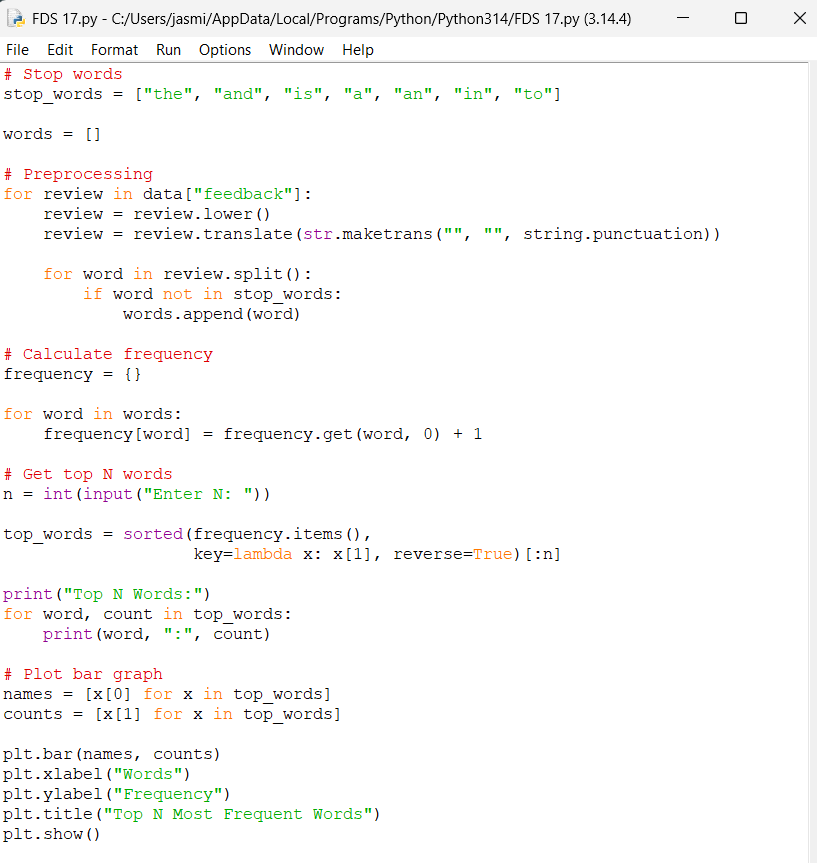 FDS 17.py - C:/Users/jasmi/AppData/Local/Programs/Python/Python314/FDS 17.py (3.14.4)
File Edit Format Run Options Window Help
# Stop words
stop_words = ["the", "and", "is", "a", "an", "in", "to"]

words = []

# Preprocessing
for review in data["feedback"]:
    review = review.lower()
    review = review.translate(str.maketrans("", "", string.punctuation))

    for word in review.split():
        if word not in stop_words:
            words.append(word)

# Calculate frequency
frequency = {}

for word in words:
    frequency[word] = frequency.get(word, 0) + 1

# Get top N words
n = int(input("Enter N: "))

top_words = sorted(frequency.items(),
                   key=lambda x: x[1], reverse=True)[:n]

print("Top N Words:")
for word, count in top_words:
    print(word, ":", count)

# Plot bar graph
names = [x[0] for x in top_words]
counts = [x[1] for x in top_words]

plt.bar(names, counts)
plt.xlabel("Words")
plt.ylabel("Frequency")
plt.title("Top N Most Frequent Words")
plt.show()